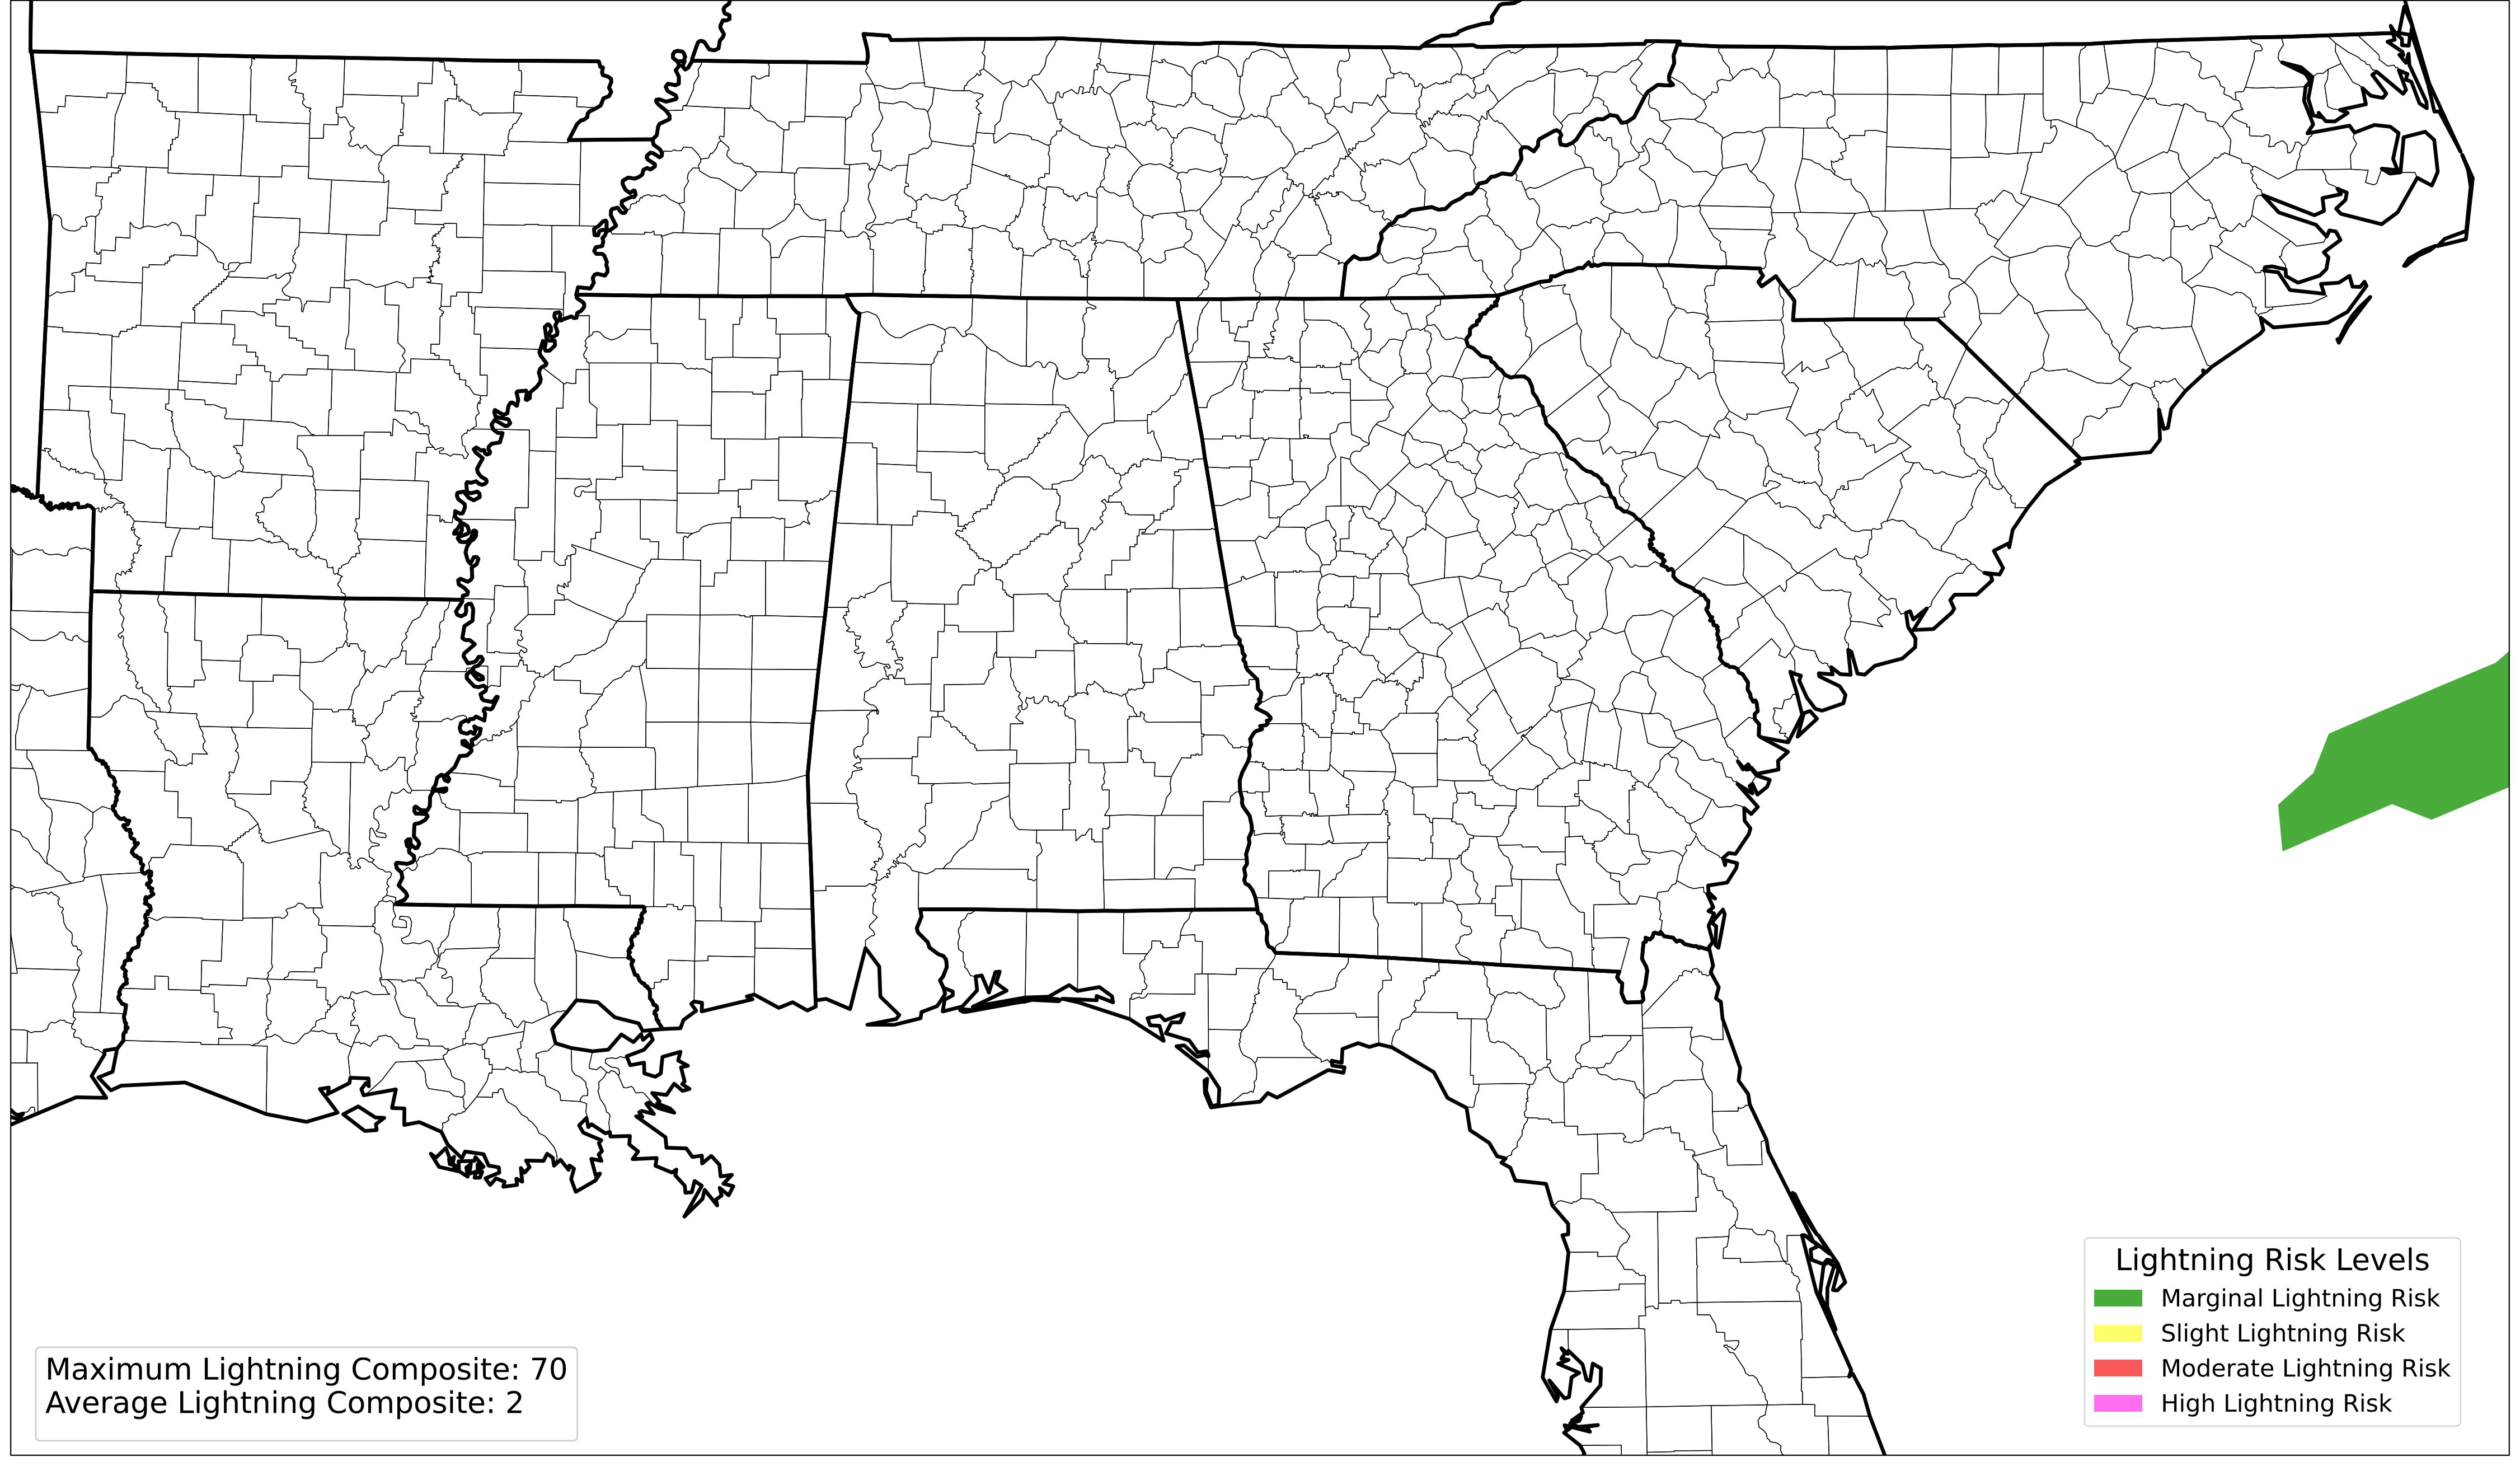 Maximum Lightning Composite: 70
Average Lightning Composite: 2
Lightning Risk Levels
Marginal Lightning Risk
Slight Lightning Risk
Moderate Lightning Risk
High Lightning Risk